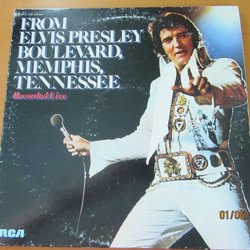 FROM
ELVIS PRESLEY
BOULEVARD,
MEMPHIS,
TENNESSEE
Recorded Live
RCA